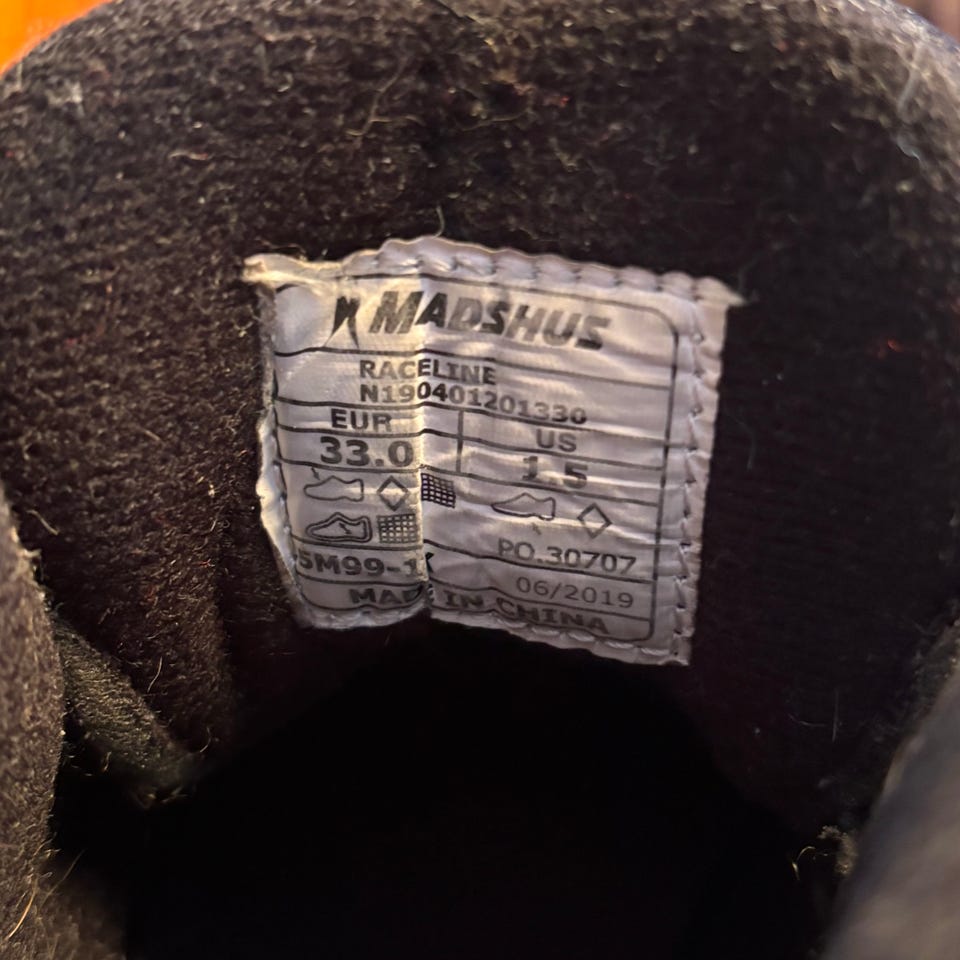 MADSHUS
RACELINE
N190401201330
EUR US
33.0 1.5
PO.30707
06/2019
MADE IN CHINA